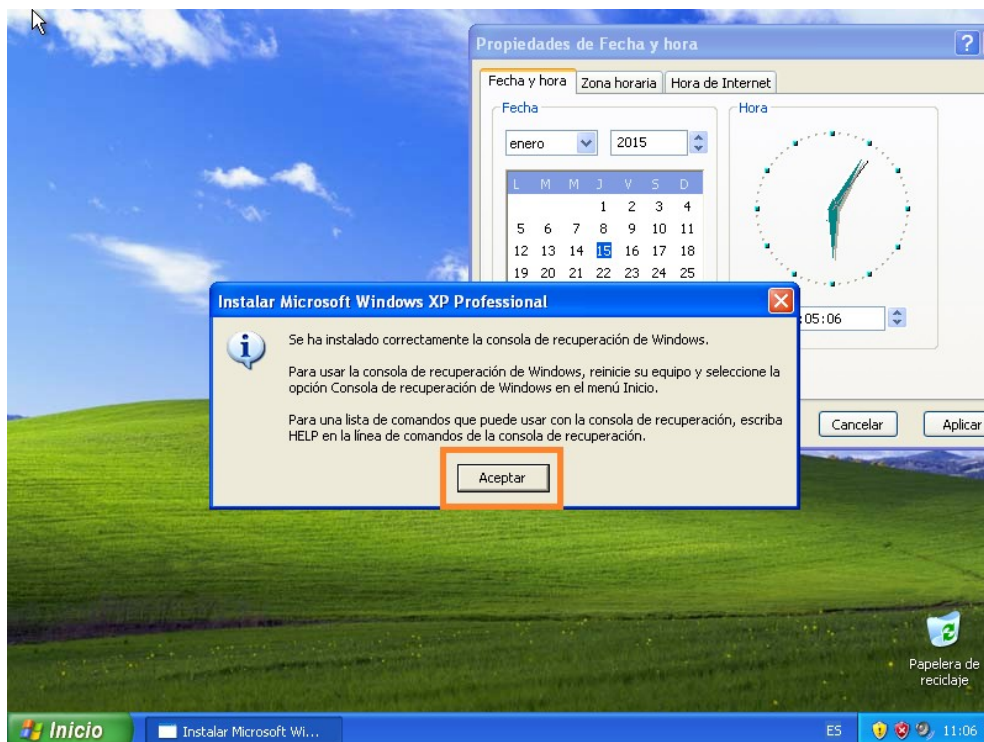 Propiedades de Fecha y hora
?
Fecha y hora
Zona horaria
Hora de Internet
Fecha
enero
2015
L M M J V S D
1 2 3 4
5 6 7 8 9 10 11
12 13 14 15 16 17 18
19 20 21 22 23 24 25
Hora
:05:06
Instalar Microsoft Windows XP Professional
Se ha instalado correctamente la consola de recuperación de Windows.
Para usar la consola de recuperación de Windows, reinicie su equipo y seleccione la
opción Consola de recuperación de Windows en el menú Inicio.
Para una lista de comandos que puede usar con la consola de recuperación, escriba
HELP en la línea de comandos de la consola de recuperación.
Aceptar
Cancelar
Aplicar
Papelera de
reciclaje
Inicio
Instalar Microsoft Wi...
ES
11:06